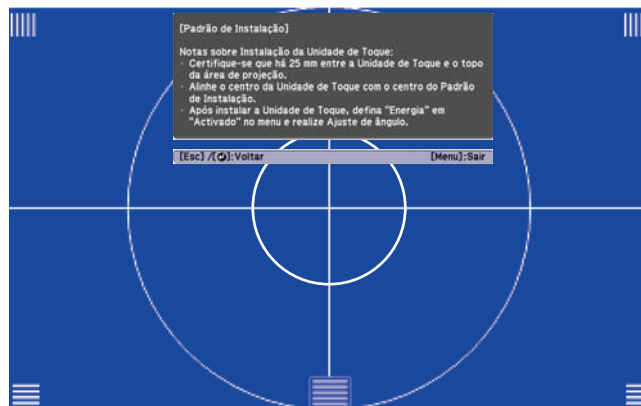 [Padrão de Instalação]
Notas sobre Instalação da Unidade de Toque:
· Certifique-se que há 25 mm entre a Unidade de Toque e o topo
da área de projeção.
· Alinhe o centro da Unidade de Toque com o centro do Padrão
de Instalação.
· Após instalar a Unidade de Toque, defina "Energia" em
"Activado" no menu e realize Ajuste de ângulo.
[Esc] /[⏎]:Voltar [Menu]:Sair